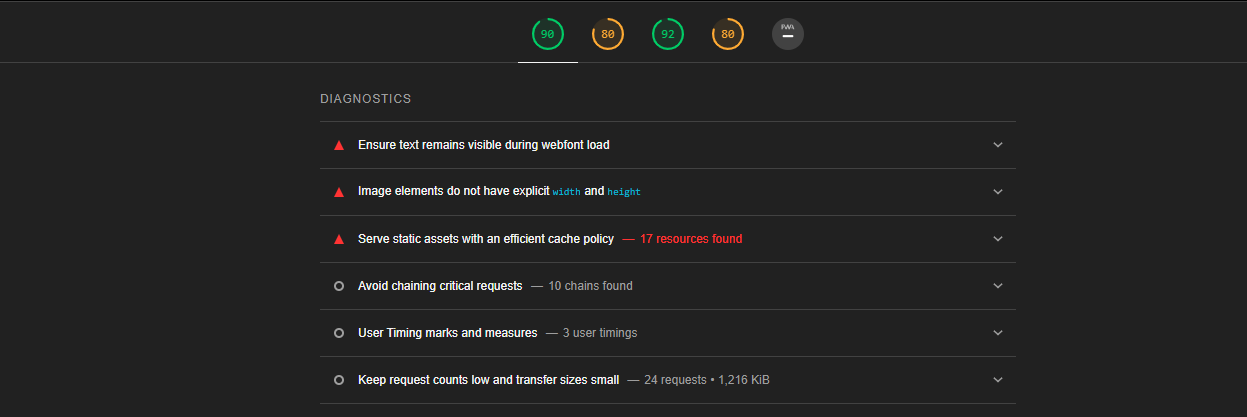 90 80 92 80 PWA
DIAGNOSTICS
Ensure text remains visible during webfont load
Image elements do not have explicit width and height
Serve static assets with an efficient cache policy — 17 resources found
Avoid chaining critical requests — 10 chains found
User Timing marks and measures — 3 user timings
Keep request counts low and transfer sizes small — 24 requests • 1,216 KiB